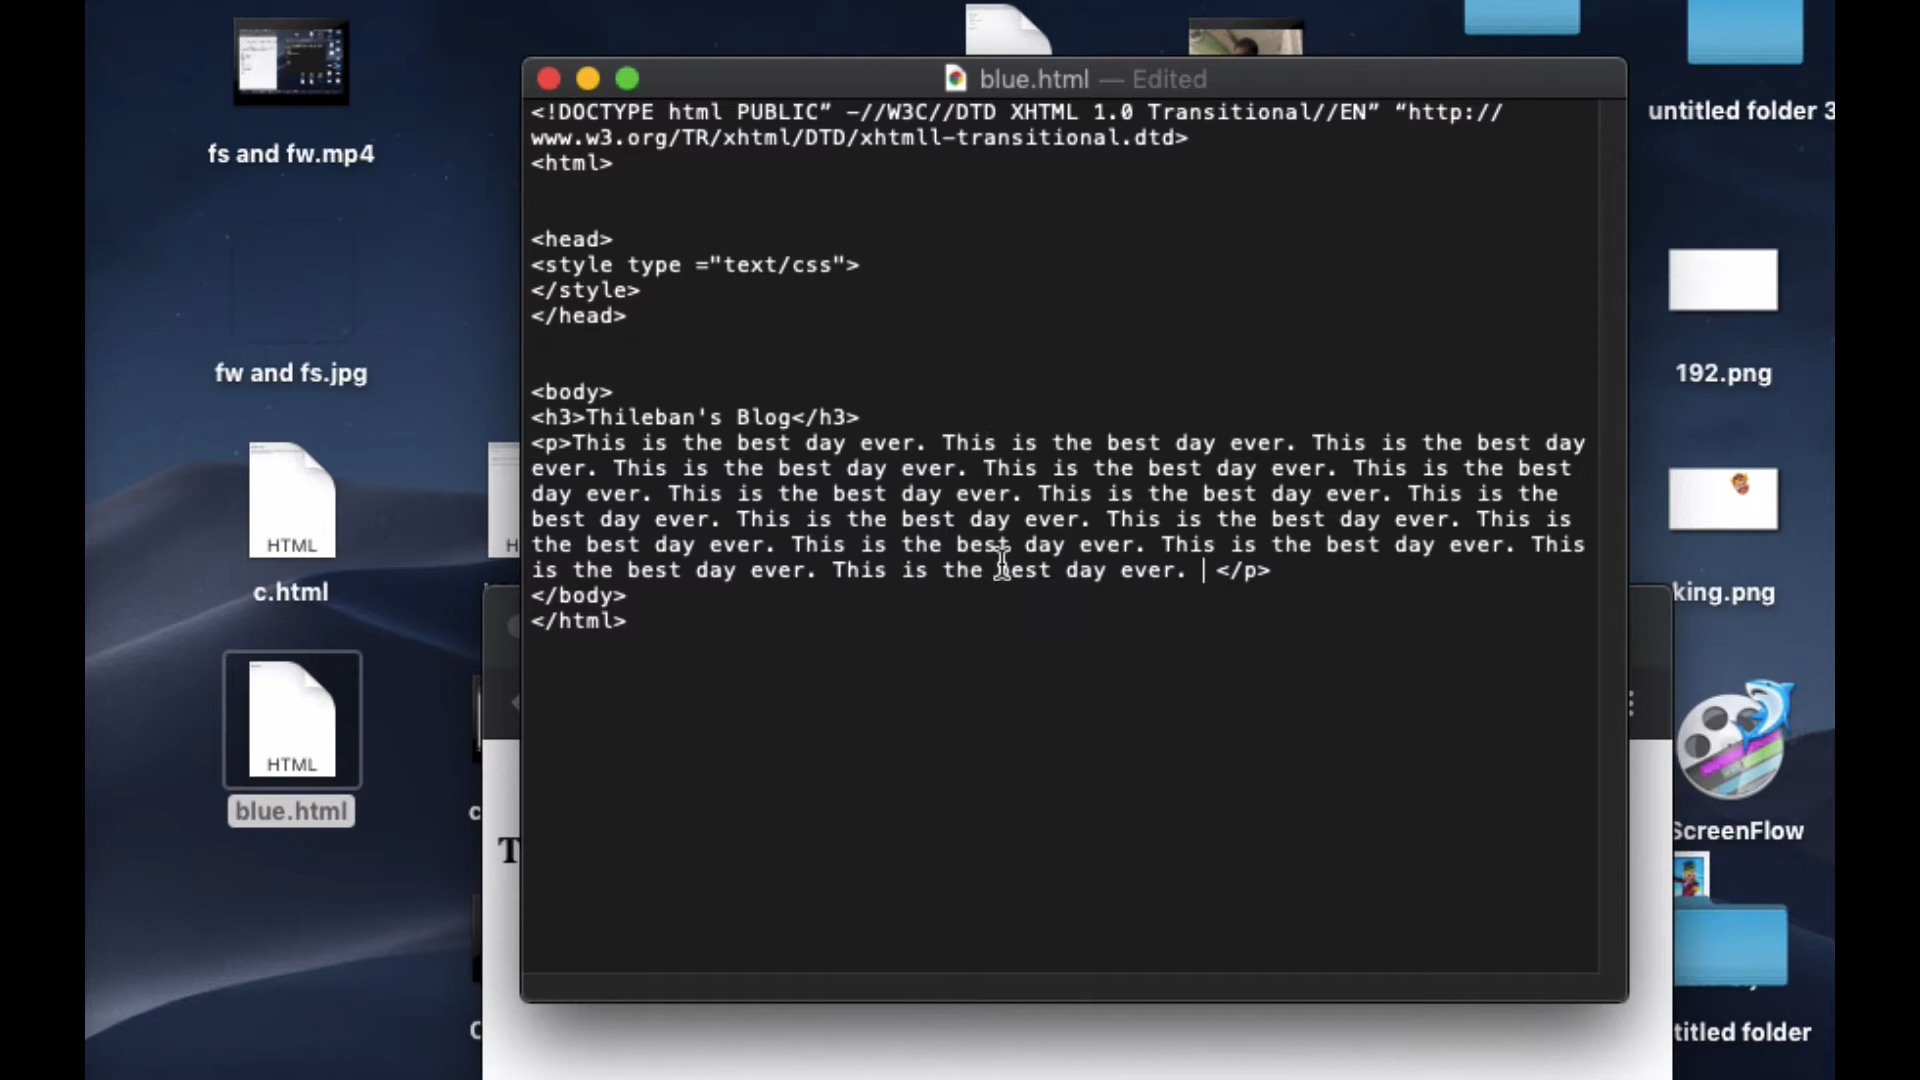 blue.html — Edited
<!DOCTYPE html PUBLIC” –//W3C//DTD XHTML 1.0 Transitional//EN” “http://
www.w3.org/TR/xhtml/DTD/xhtmll-transitional.dtd>
<html>
<head>
<style type ="text/css">
</style>
</head>
<body>
<h3>Thileban's Blog</h3>
<p>This is the best day ever. This is the best day ever. This is the best day
ever. This is the best day ever. This is the best day ever. This is the best
day ever. This is the best day ever. This is the best day ever. This is the
best day ever. This is the best day ever. This is the best day ever. This is
the best day ever. This is the best day ever. This is the best day ever. This
is the best day ever. This is the best day ever. </p>
</body>
</html>
fs and fw.mp4
fw and fs.jpg
HTML
c.html
HTML
blue.html
untitled folder 3
192.png
king.png
ScreenFlow
titled folder